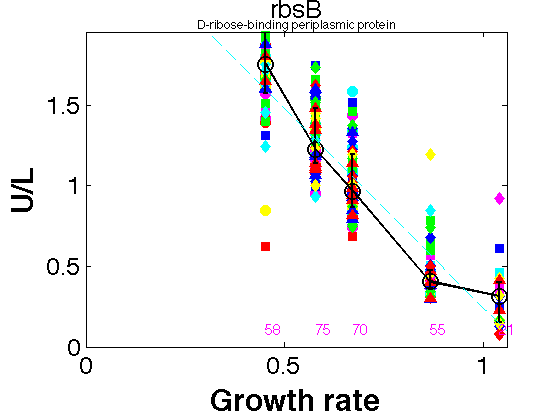 rbsB
D-ribose-binding periplasmic protein
U/L
1.5
1
0.5
0
58
75
70
55
0
0.5
1
Growth rate